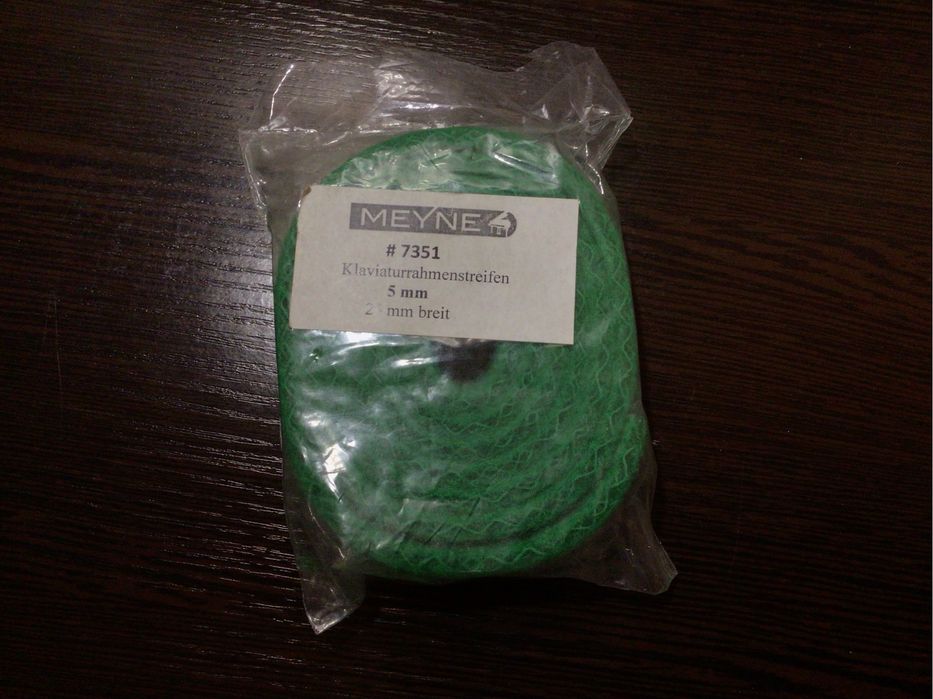 MEYNE
# 7351
Klaviaturrahmenstreifen
5 mm
mm breit